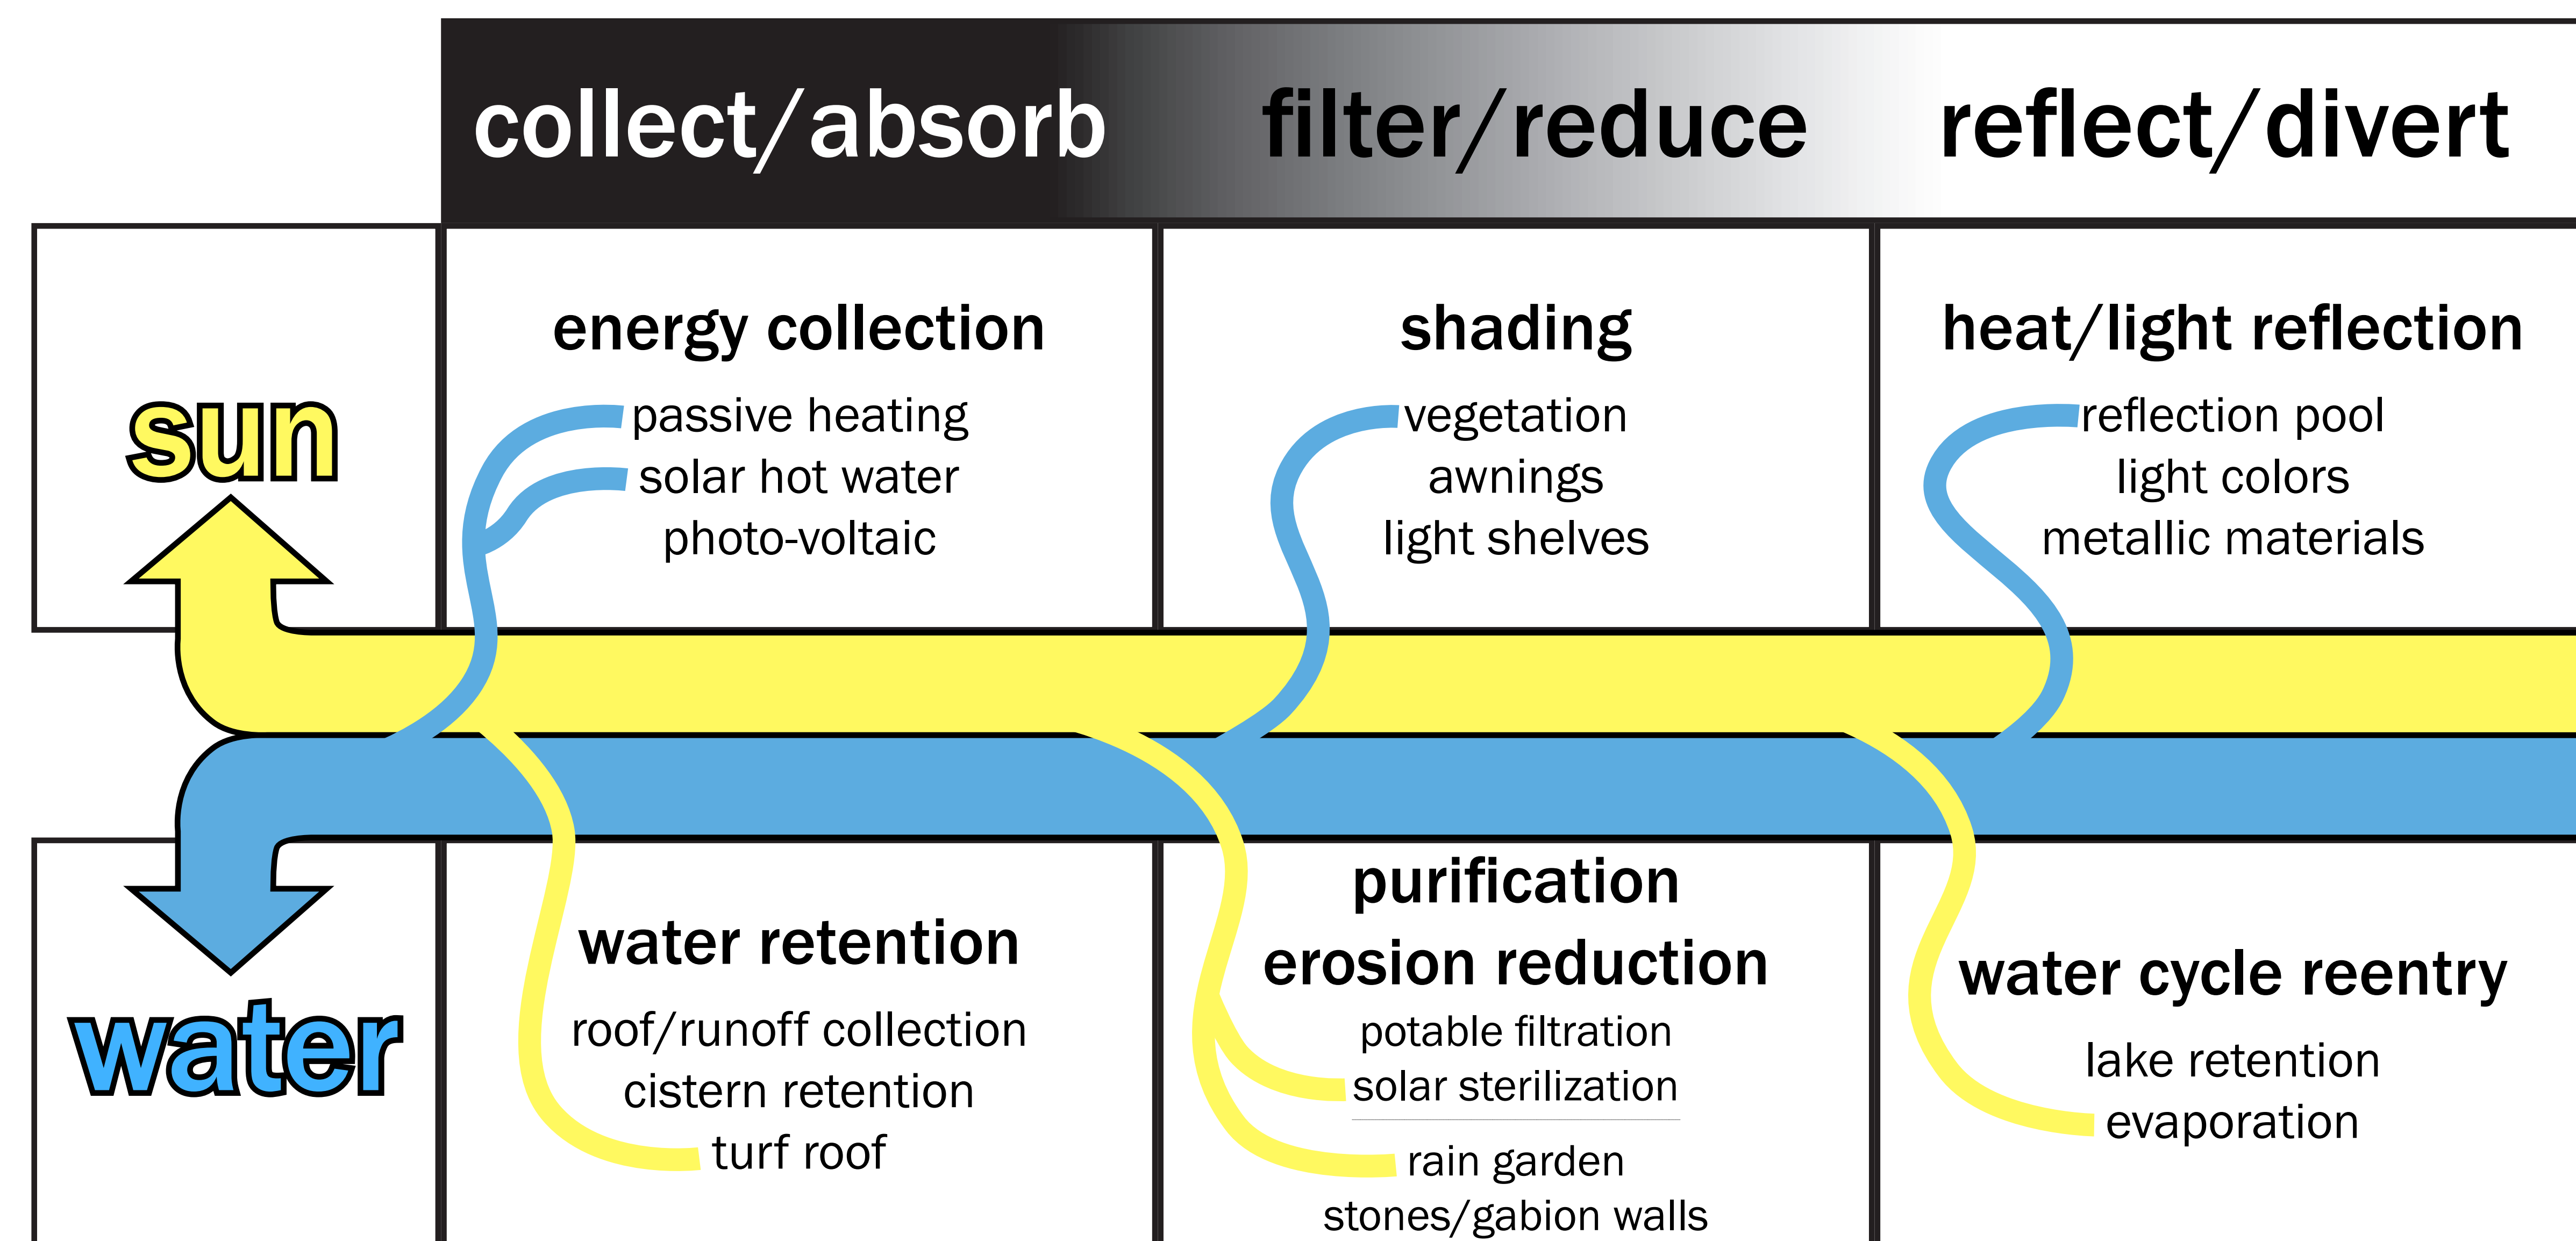 collect/absorb
filter/reduce
reflect/divert
sun
energy collection
passive heating
solar hot water
photo-voltaic
shading
vegetation
awnings
light shelves
heat/light reflection
reflection pool
light colors
metallic materials
water
water retention
roof/runoff collection
cistern retention
turf roof
purification
erosion reduction
potable filtration
solar sterilization
rain garden
stones/gabion walls
water cycle reentry
lake retention
evaporation